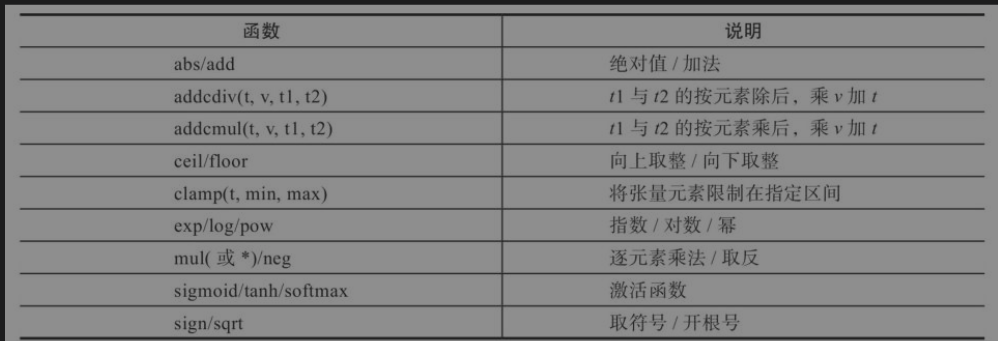 函数 说明
abs/add 绝对值 / 加法
addcdiv(t, v, t1, t2) t1 与 t2 的按元素除后，乘 v 加 t
addcmul(t, v, t1, t2) t1 与 t2 的按元素乘后，乘 v 加 t
ceil/floor 向上取整 / 向下取整
clamp(t, min, max) 将张量元素限制在指定区间
exp/log/pow 指数 / 对数 / 幂
mul( 或 *)/neg 逐元素乘法 / 取反
sigmoid/tanh/softmax 激活函数
sign/sqrt 取符号 / 开根号